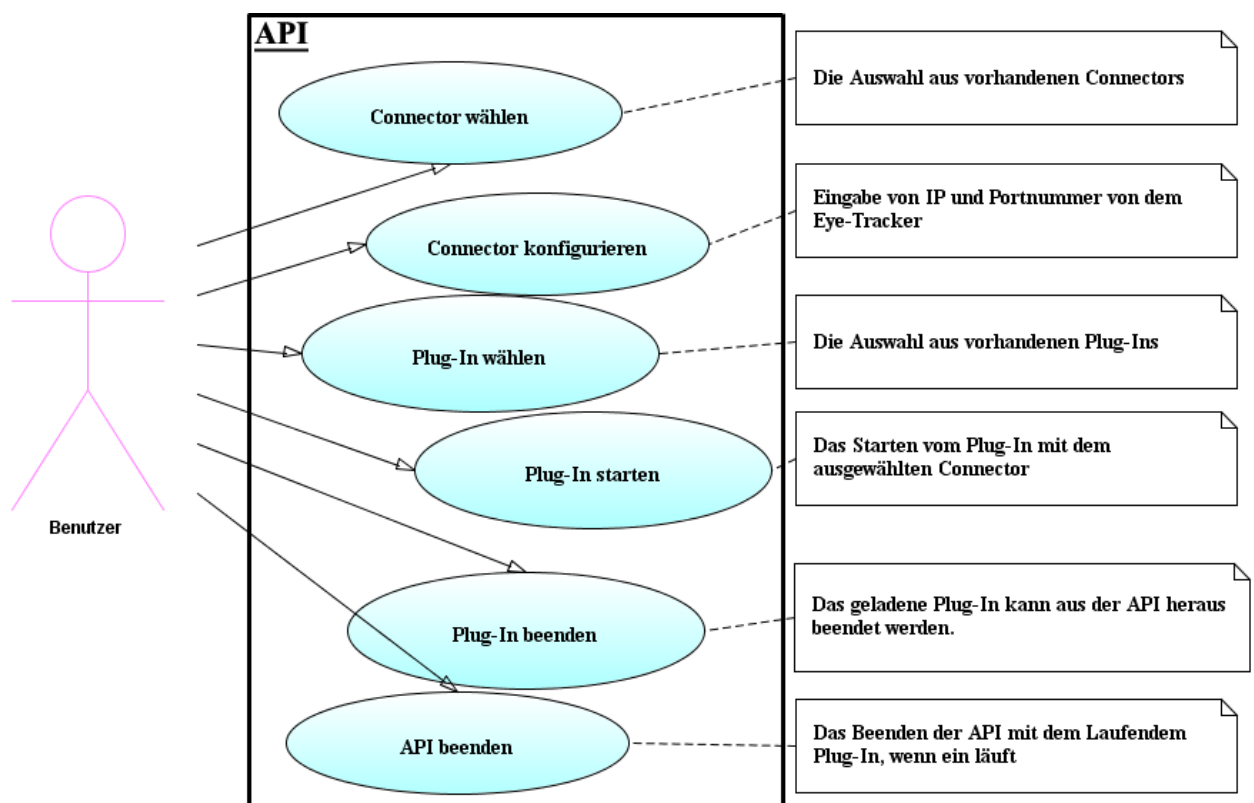 API
Connector wählen
Die Auswahl aus vorhandenen Connectors
Connector konfigurieren
Eingabe von IP und Portnummer von dem
Eye-Tracker
Plug-In wählen
Die Auswahl aus vorhandenen Plug-Ins
Plug-In starten
Das Starten vom Plug-In mit dem
ausgewählten Connector
Benutzer
Plug-In beenden
Das geladene Plug-In kann aus der API heraus
beendet werden.
API beenden
Das Beenden der API mit dem Laufendem
Plug-In, wenn ein läuft